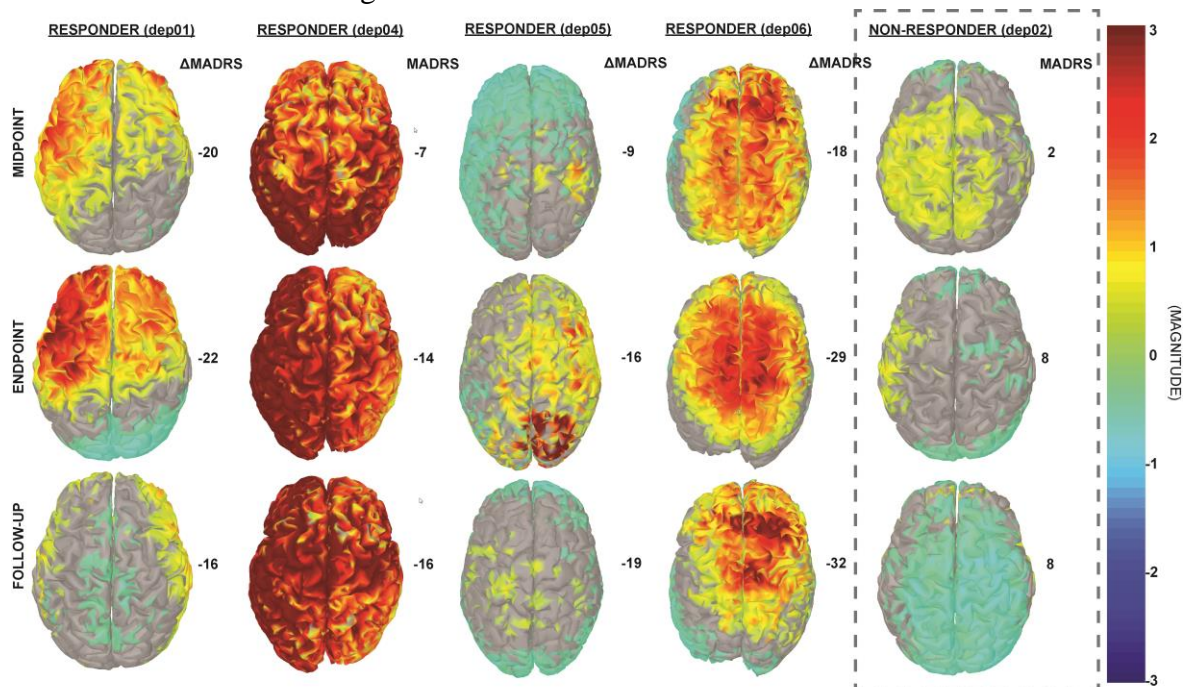 RESPONDER (dep01) RESPONDER (dep04) RESPONDER (dep05) RESPONDER (dep06) NON-RESPONDER (dep02)
ΔMADRS MADRS ΔMADRS ΔMADRS MADRS
MIDPOINT -20 -7 -9 -18 2
ENDPOINT -22 -14 -16 -29 8
FOLLOW-UP -16 -16 -19 -32 8
3
2
1
0
-1
-2
-3
(MAGNITUDE)